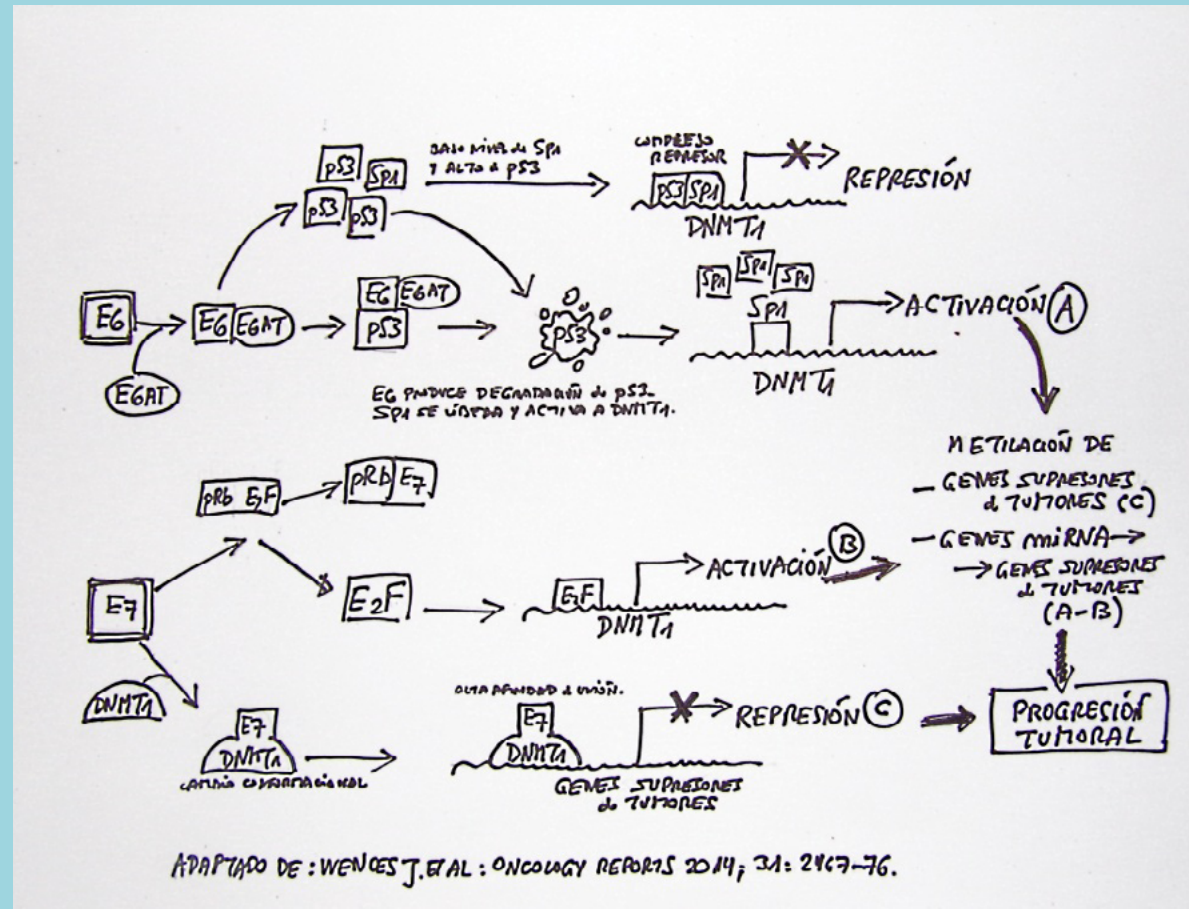 p53
Sp1
p53
p53
BAJO NIVEL de Sp1
Y ALTO de p53
COMPLEJO
REPRESOR
p53 Sp1
DNMT1
REPRESIÓN
E6
E6AT
E6 E6AT
E6 E6AT
p53
p53
E6 PRODUCE DEGRADACIÓN de p53.
Sp1 SE LIBERA Y ACTIVA A DNMT1.
Sp1 Sp1 Sp1
Sp1
DNMT1
ACTIVACIÓN A
METILACIÓN DE
— GENES SUPRESORES
de TUMORES (C)
— GENES miRNA →
→ GENES SUPRESORES
de TUMORES
(A-B)
PROGRESIÓN
TUMORAL
pRb E2F
pRb E7
E7
E2F
E2F
DNMT1
ACTIVACIÓN B
DNMT1
E7
DNMT1
CAMBIO CONFORMACIONAL
ALTA AFINIDAD de UNIÓN.
E7
DNMT1
GENES SUPRESORES
de TUMORES
REPRESIÓN C
ADAPTADO DE: WENCES J. ET AL: ONCOLOGY REPORTS 2014; 31: 2467-76.